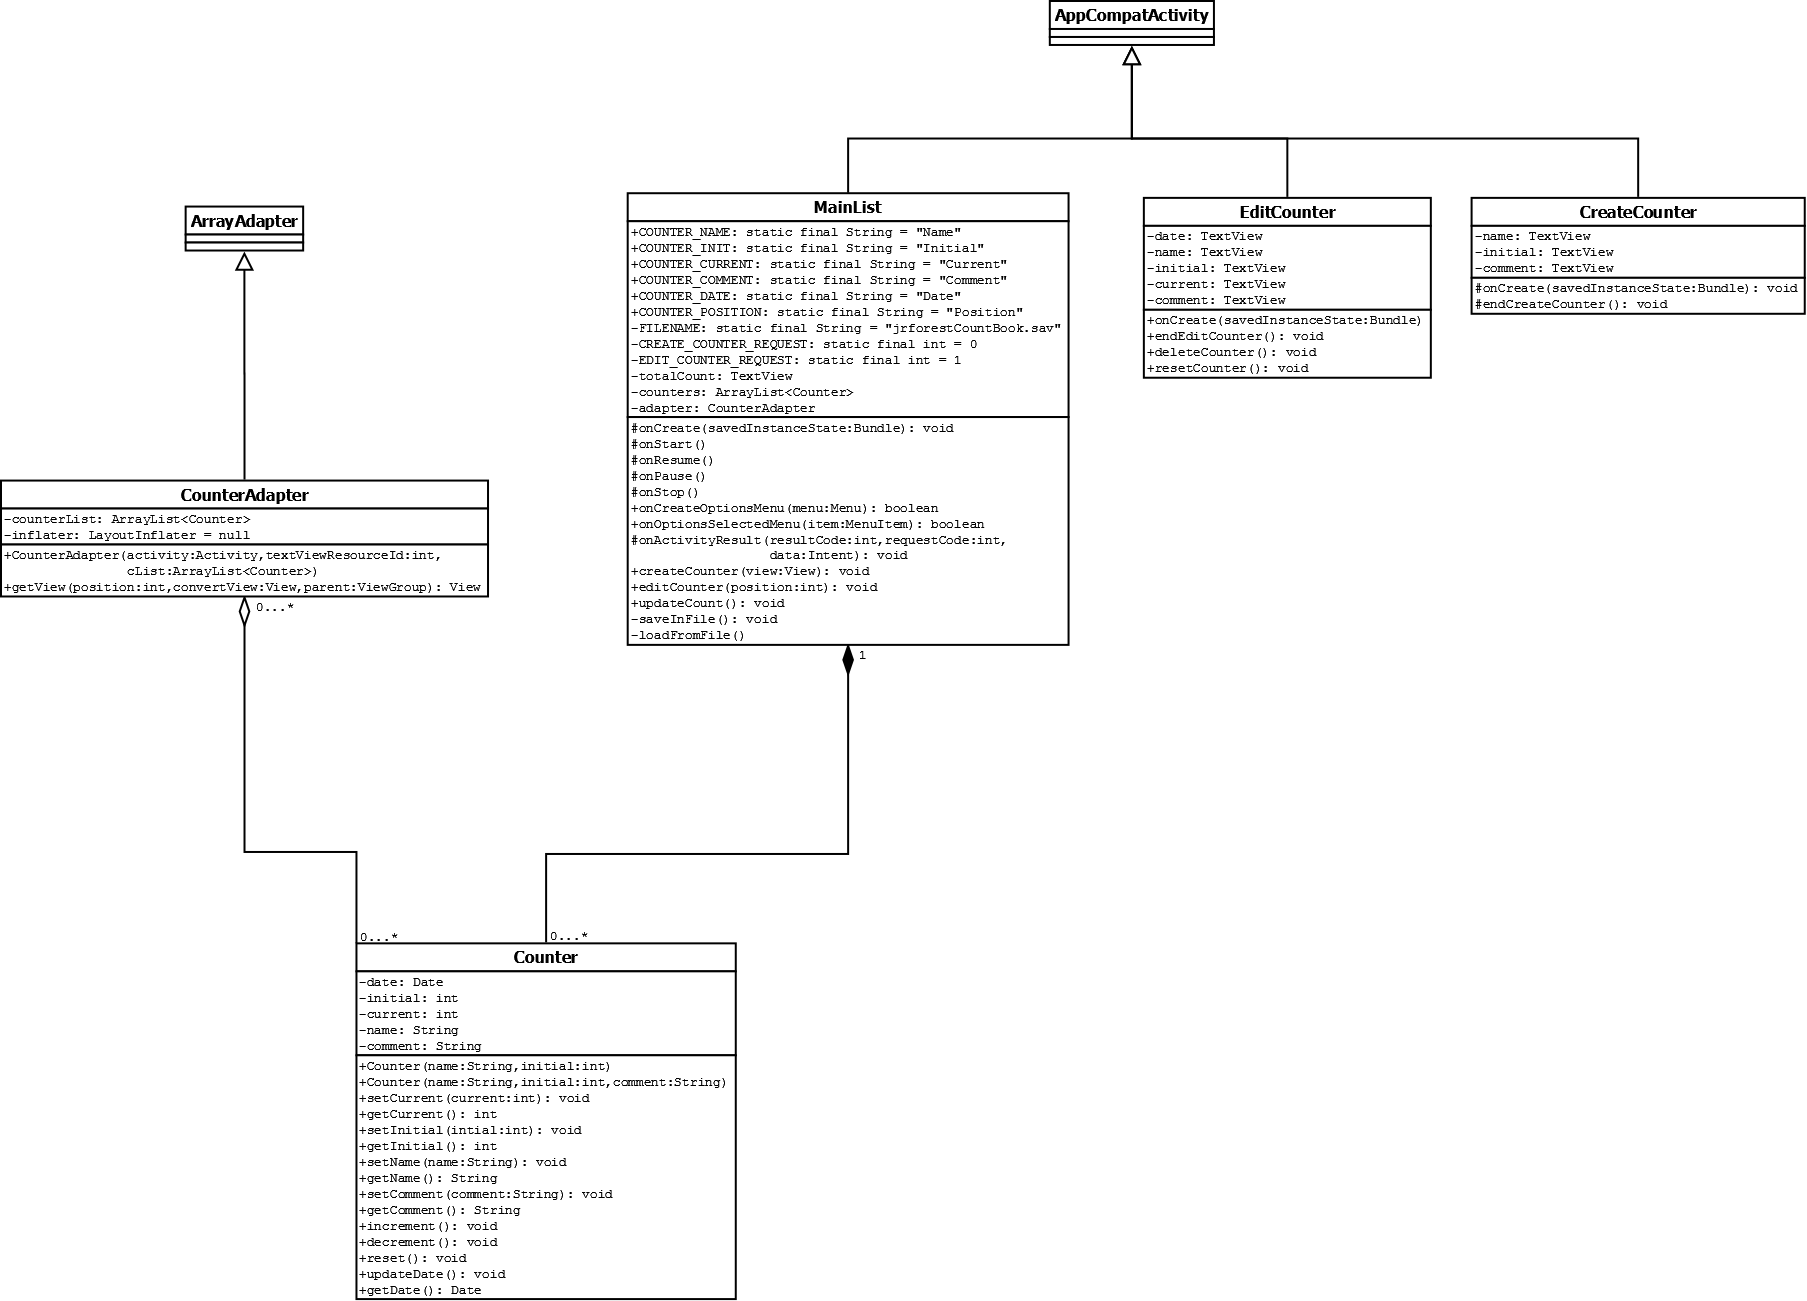 AppCompatActivity
ArrayAdapter
MainList
+COUNTER_NAME: static final String = "Name"
+COUNTER_INIT: static final String = "Initial"
+COUNTER_CURRENT: static final String = "Current"
+COUNTER_COMMENT: static final String = "Comment"
+COUNTER_DATE: static final String = "Date"
+COUNTER_POSITION: static final String = "Position"
-FILENAME: static final String = "jrforestCountBook.sav"
-CREATE_COUNTER_REQUEST: static final int = 0
-EDIT_COUNTER_REQUEST: static final int = 1
-totalCount: TextView
-counters: ArrayList<Counter>
-adapter: CounterAdapter
#onCreate(savedInstanceState:Bundle): void
#onStart()
#onResume()
#onPause()
#onStop()
+onCreateOptionsMenu(menu:Menu): boolean
+onOptionsSelectedMenu(item:MenuItem): boolean
#onActivityResult(resultCode:int,requestCode:int,
data:Intent): void
+createCounter(view:View): void
+editCounter(position:int): void
+updateCount(): void
-saveInFile(): void
-loadFromFile()
1
EditCounter
-date: TextView
-name: TextView
-initial: TextView
-current: TextView
-comment: TextView
+onCreate(savedInstanceState:Bundle)
+endEditCounter(): void
+deleteCounter(): void
+resetCounter(): void
CreateCounter
-name: TextView
-initial: TextView
-comment: TextView
#onCreate(savedInstanceState:Bundle): void
#endCreateCounter(): void
CounterAdapter
-counterList: ArrayList<Counter>
-inflater: LayoutInflater = null
+CounterAdapter(activity:Activity,textViewResourceId:int,
cList:ArrayList<Counter>)
+getView(position:int,convertView:View,parent:ViewGroup): View
0...*
0...*
0...*
Counter
-date: Date
-initial: int
-current: int
-name: String
-comment: String
+Counter(name:String,initial:int)
+Counter(name:String,initial:int,comment:String)
+setCurrent(current:int): void
+getCurrent(): int
+setInitial(intial:int): void
+getInitial(): int
+setName(name:String): void
+getName(): String
+setComment(comment:String): void
+getComment(): String
+increment(): void
+decrement(): void
+reset(): void
+updateDate(): void
+getDate(): Date